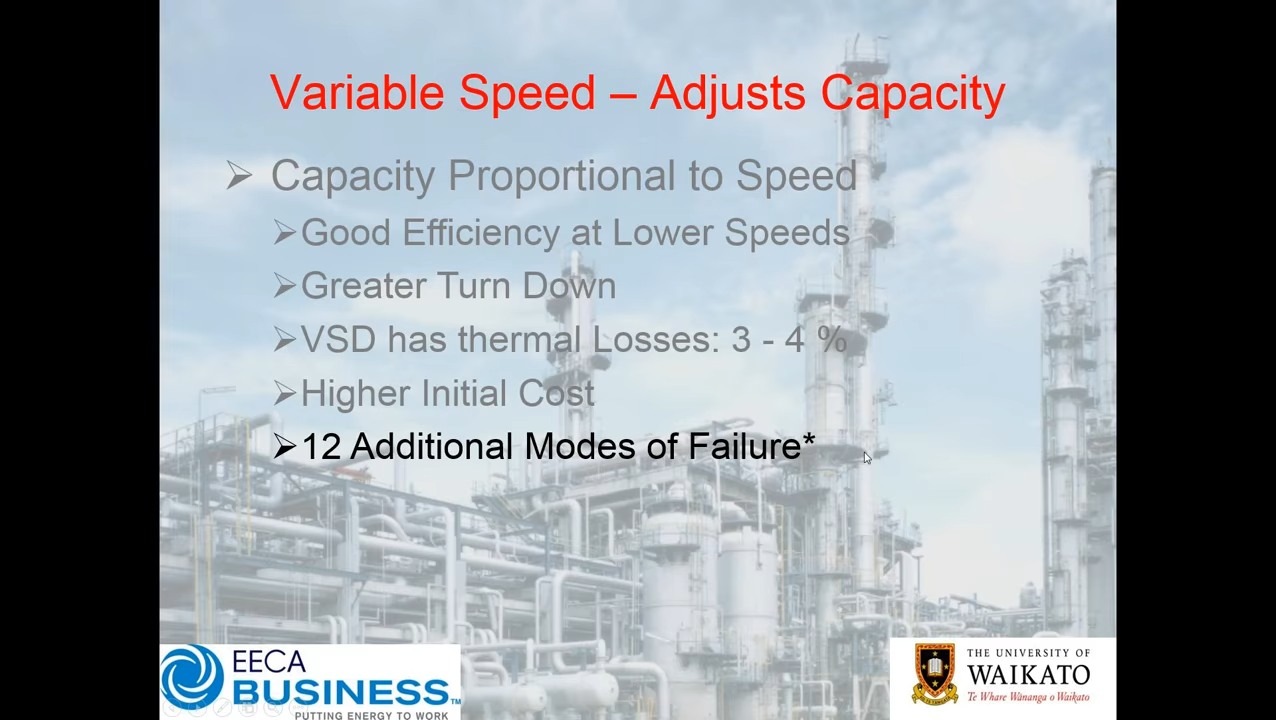 Variable Speed – Adjusts Capacity
➢ Capacity Proportional to Speed
➢Good Efficiency at Lower Speeds
➢Greater Turn Down
➢VSD has thermal Losses: 3 - 4 %
➢Higher Initial Cost
➢12 Additional Modes of Failure*
EECA
BUSINESS™
PUTTING ENERGY TO WORK
THE UNIVERSITY OF
WAIKATO
Te Whare Wānanga o Waikato